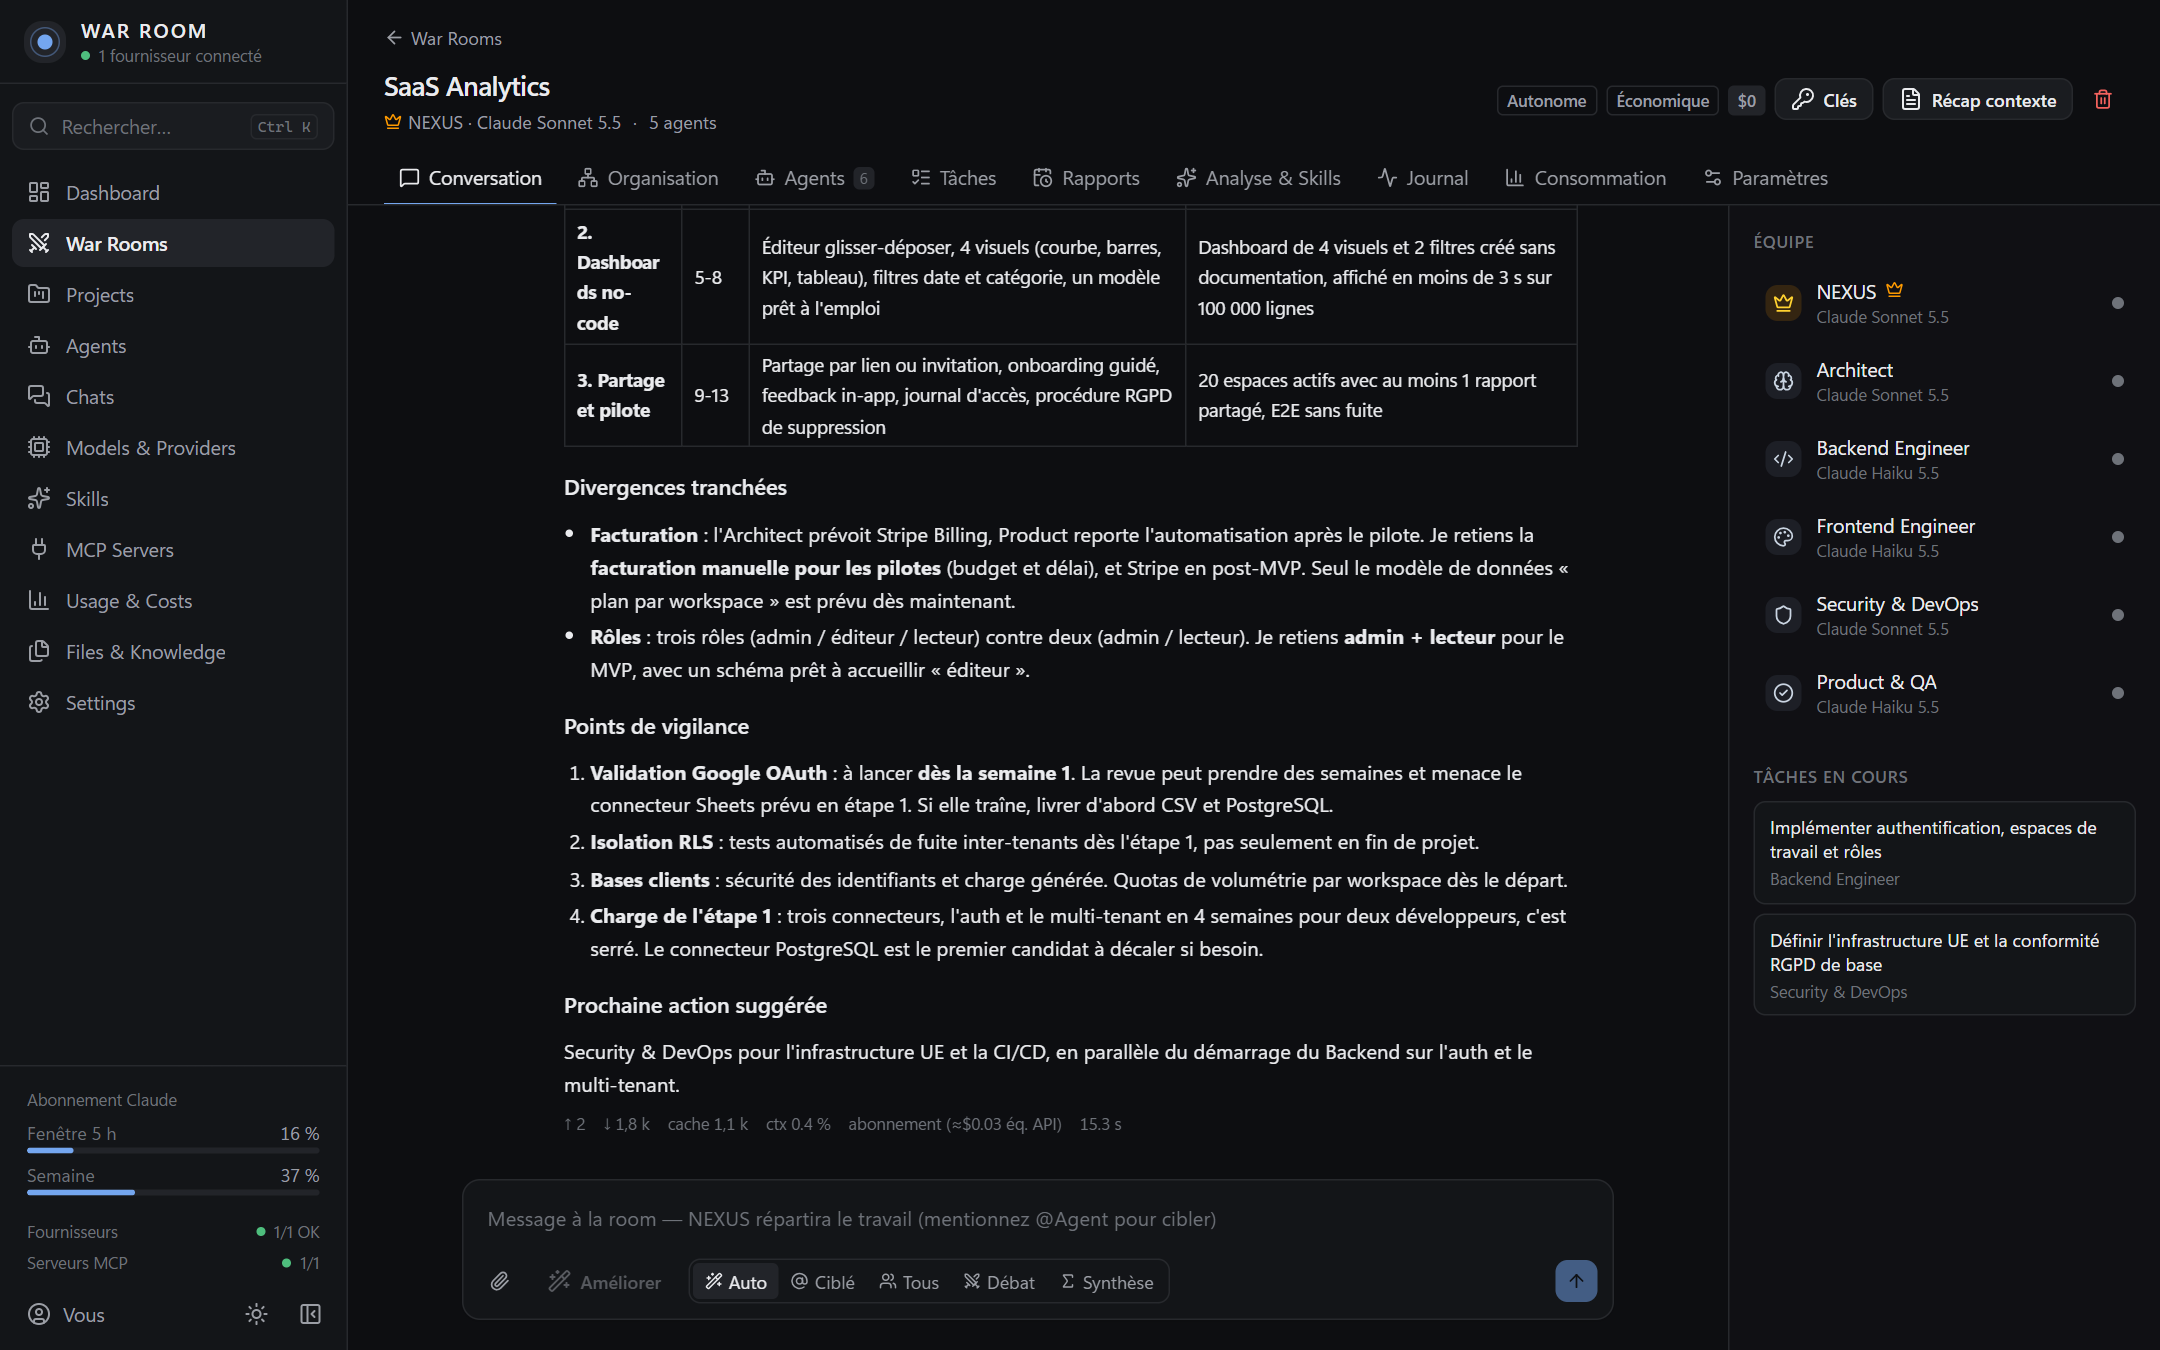 WAR ROOM
1 fournisseur connecté
Rechercher...
Ctrl K
Dashboard
War Rooms
Projects
Agents
Chats
Models & Providers
Skills
MCP Servers
Usage & Costs
Files & Knowledge
Settings
Abonnement Claude
Fenêtre 5 h 16 %
Semaine 37 %
Fournisseurs 1/1 OK
Serveurs MCP 1/1
Vous
← War Rooms
SaaS Analytics
NEXUS · Claude Sonnet 5.5 · 5 agents
Autonome
Économique
$0
Clés
Récap contexte
Conversation
Organisation
Agents 6
Tâches
Rapports
Analyse & Skills
Journal
Consommation
Paramètres
2.
Dashboar
ds no-
code
5-8
Éditeur glisser-déposer, 4 visuels (courbe, barres,
KPI, tableau), filtres date et catégorie, un modèle
prêt à l'emploi
Dashboard de 4 visuels et 2 filtres créé sans
documentation, affiché en moins de 3 s sur
100 000 lignes
3. Partage
et pilote
9-13
Partage par lien ou invitation, onboarding guidé,
feedback in-app, journal d'accès, procédure RGPD
de suppression
20 espaces actifs avec au moins 1 rapport
partagé, E2E sans fuite
Divergences tranchées
• Facturation : l'Architect prévoit Stripe Billing, Product reporte l'automatisation après le pilote. Je retiens la
facturation manuelle pour les pilotes (budget et délai), et Stripe en post-MVP. Seul le modèle de données «
plan par workspace » est prévu dès maintenant.
• Rôles : trois rôles (admin / éditeur / lecteur) contre deux (admin / lecteur). Je retiens admin + lecteur pour le
MVP, avec un schéma prêt à accueillir « éditeur ».
Points de vigilance
1. Validation Google OAuth : à lancer dès la semaine 1. La revue peut prendre des semaines et menace le
connecteur Sheets prévu en étape 1. Si elle traîne, livrer d'abord CSV et PostgreSQL.
2. Isolation RLS : tests automatisés de fuite inter-tenants dès l'étape 1, pas seulement en fin de projet.
3. Bases clients : sécurité des identifiants et charge générée. Quotas de volumétrie par workspace dès le départ.
4. Charge de l'étape 1 : trois connecteurs, l'auth et le multi-tenant en 4 semaines pour deux développeurs, c'est
serré. Le connecteur PostgreSQL est le premier candidat à décaler si besoin.
Prochaine action suggérée
Security & DevOps pour l'infrastructure UE et la CI/CD, en parallèle du démarrage du Backend sur l'auth et le
multi-tenant.
↑ 2 ↓ 1,8 k cache 1,1 k ctx 0.4 % abonnement (≈$0.03 éq. API) 15.3 s
Message à la room — NEXUS répartira le travail (mentionnez @Agent pour cibler)
Améliorer
Auto
Ciblé
Tous
Débat
Synthèse
ÉQUIPE
NEXUS
Claude Sonnet 5.5
Architect
Claude Sonnet 5.5
Backend Engineer
Claude Haiku 5.5
Frontend Engineer
Claude Haiku 5.5
Security & DevOps
Claude Sonnet 5.5
Product & QA
Claude Haiku 5.5
TÂCHES EN COURS
Implémenter authentification, espaces de
travail et rôles
Backend Engineer
Définir l'infrastructure UE et la conformité
RGPD de base
Security & DevOps